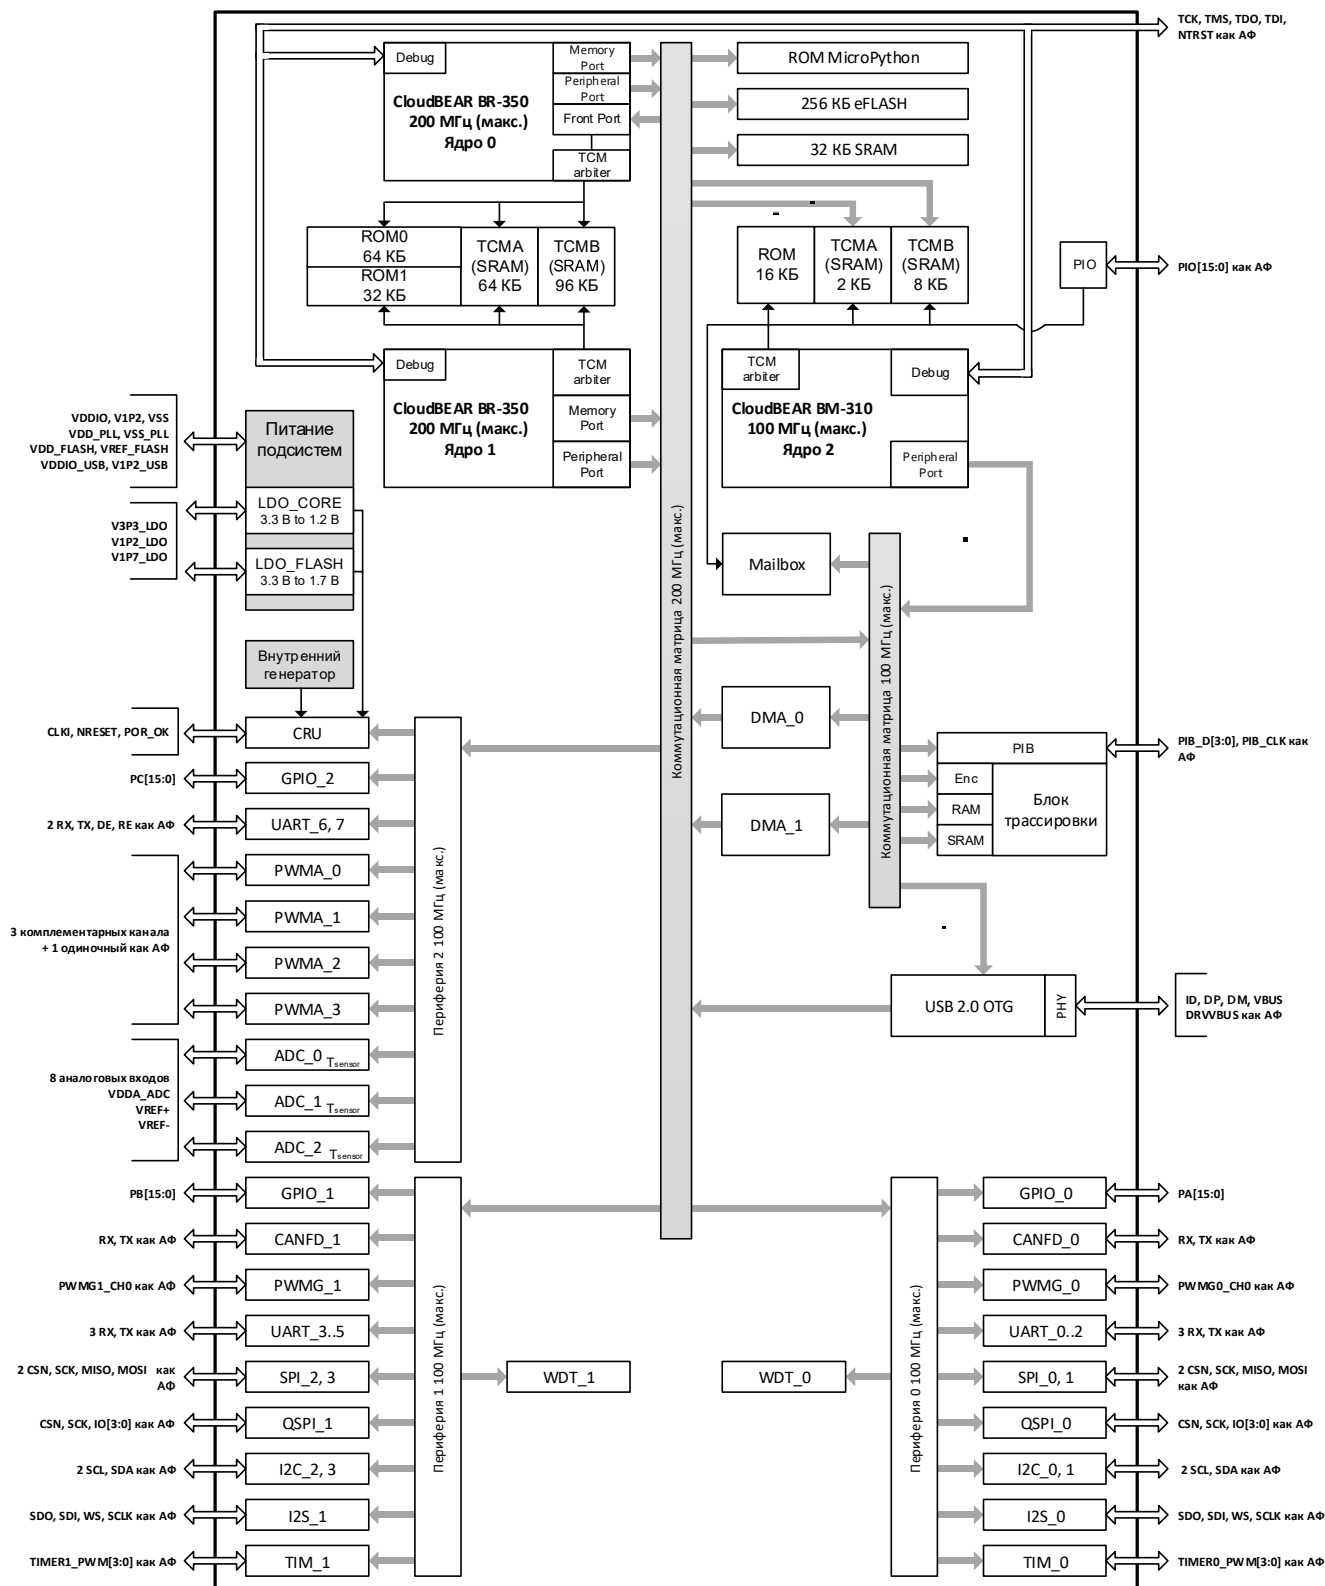 TCK, TMS, TDO, TDI,
NTRST как АФ
Debug
Memory
Port
Peripheral
Port
Front Port
TCM
arbiter
CloudBEAR BR-350
200 МГц (макс.)
Ядро 0
ROM MicroPython
256 КБ eFLASH
32 КБ SRAM
ROM0
64 КБ
ROM1
32 КБ
TCMA
(SRAM)
64 КБ
TCMB
(SRAM)
96 КБ
ROM
16 КБ
TCMA
(SRAM)
2 КБ
TCMB
(SRAM)
8 КБ
PIO
PIO[15:0] как АФ
Debug
TCM
arbiter
Memory
Port
Peripheral
Port
CloudBEAR BR-350
200 МГц (макс.)
Ядро 1
TCM
arbiter
Debug
CloudBEAR BM-310
100 МГц (макс.)
Ядро 2
Peripheral
Port
VDDIO, V1P2, VSS
VDD_PLL, VSS_PLL
VDD_FLASH, VREF_FLASH
VDDIO_USB, V1P2_USB
Питание
подсистем
LDO_CORE
3.3 В to 1.2 В
V3P3_LDO
V1P2_LDO
V1P7_LDO
LDO_FLASH
3.3 В to 1.7 В
Коммутационная матрица 200 МГц (макс.)
Mailbox
Коммутационная матрица 100 МГц (макс.)
Внутренний
генератор
CLKI, NRESET, POR_OK
CRU
DMA_0
PIB
PIB_D[3:0], PIB_CLK как
АФ
PC[15:0]
GPIO_2
Enc
RAM
SRAM
Блок
трассировки
2 RX, TX, DE, RE как АФ
UART_6, 7
DMA_1
Периферия 2 100 МГц (макс.)
3 комплементарных канала
+ 1 одиночный как АФ
PWMA_0
PWMA_1
PWMA_2
PWMA_3
USB 2.0 OTG
PHY
ID, DP, DM, VBUS
DRVVBUS как АФ
8 аналоговых входов
VDDA_ADC
VREF+
VREF-
ADC_0 Tsensor
ADC_1 Tsensor
ADC_2 Tsensor
PB[15:0]
GPIO_1
GPIO_0
PA[15:0]
RX, TX как АФ
CANFD_1
CANFD_0
RX, TX как АФ
PWMG1_CH0 как АФ
PWMG_1
Периферия 1 100 МГц (макс.)
Периферия 0 100 МГц (макс.)
PWMG_0
PWMG0_CH0 как АФ
3 RX, TX как АФ
UART_3..5
UART_0..2
3 RX, TX как АФ
2 CSN, SCK, MISO, MOSI как
АФ
SPI_2, 3
WDT_1
WDT_0
SPI_0, 1
2 CSN, SCK, MISO, MOSI
как АФ
CSN, SCK, IO[3:0] как АФ
QSPI_1
QSPI_0
CSN, SCK, IO[3:0] как АФ
2 SCL, SDA как АФ
I2C_2, 3
I2C_0, 1
2 SCL, SDA как АФ
SDO, SDI, WS, SCLK как АФ
I2S_1
I2S_0
SDO, SDI, WS, SCLK как АФ
TIMER1_PWM[3:0] как АФ
TIM_1
TIM_0
TIMER0_PWM[3:0] как АФ